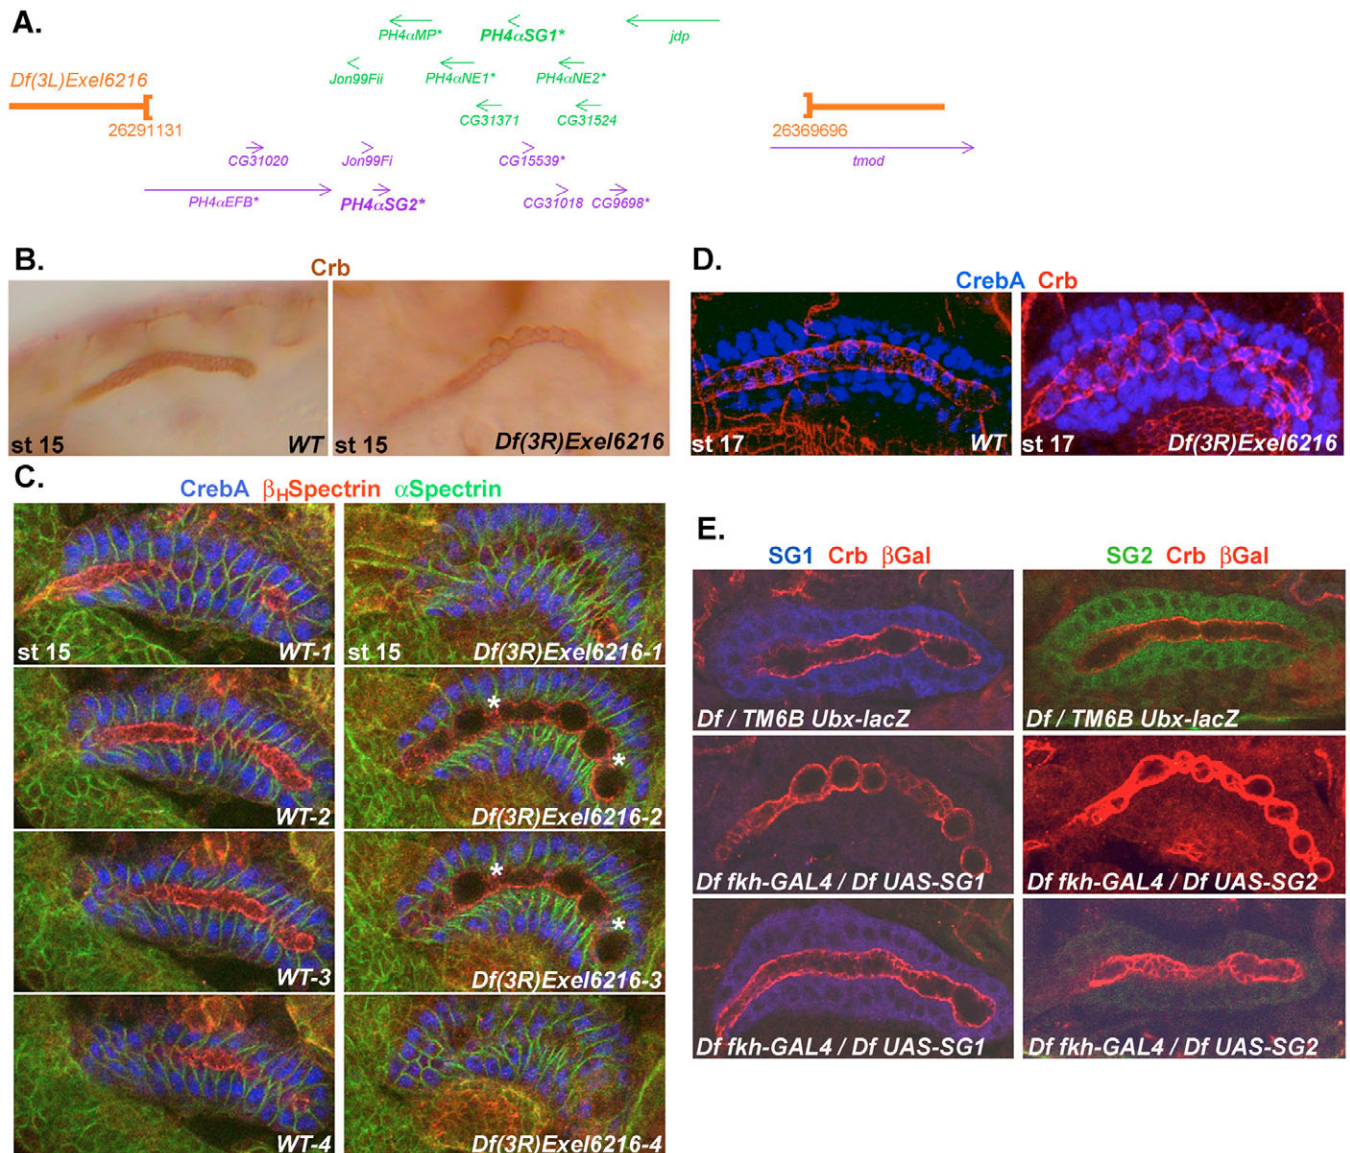 A.
PH4αMP*
PH4αSG1*
jdp
Df(3L)Exel6216
Jon99Fii
PH4αNE1*
PH4αNE2*
26291131
CG31371
CG31524
26369696
CG31020
Jon99Fi
CG15539*
tmod
PH4αEFB*
PH4αSG2*
CG31018
CG9698*
B.
Crb
st 15
WT
st 15
Df(3R)Exel6216
C.
CrebA βHSpectrin αSpectrin
st 15
WT-1
st 15
Df(3R)Exel6216-1
WT-2
*
*
Df(3R)Exel6216-2
WT-3
*
*
Df(3R)Exel6216-3
WT-4
Df(3R)Exel6216-4
D.
CrebA Crb
st 17
WT
st 17
Df(3R)Exel6216
E.
SG1 Crb βGal
SG2 Crb βGal
Df / TM6B Ubx-lacZ
Df / TM6B Ubx-lacZ
Df fkh-GAL4 / Df UAS-SG1
Df fkh-GAL4 / Df UAS-SG2
Df fkh-GAL4 / Df UAS-SG1
Df fkh-GAL4 / Df UAS-SG2